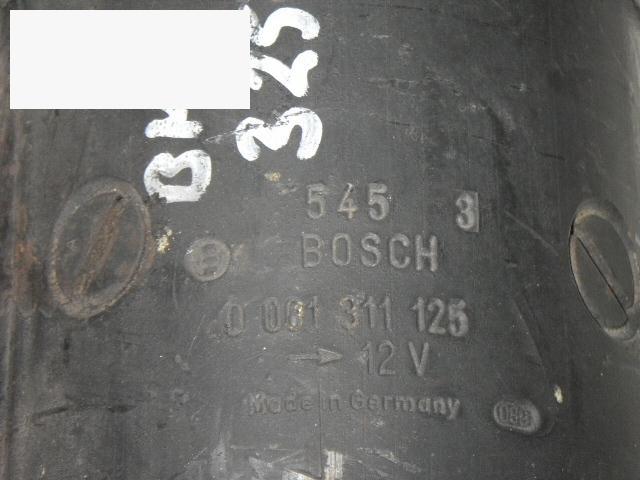 325
545 3
BOSCH
0 001 311 125
→ 12 V
Made in Germany